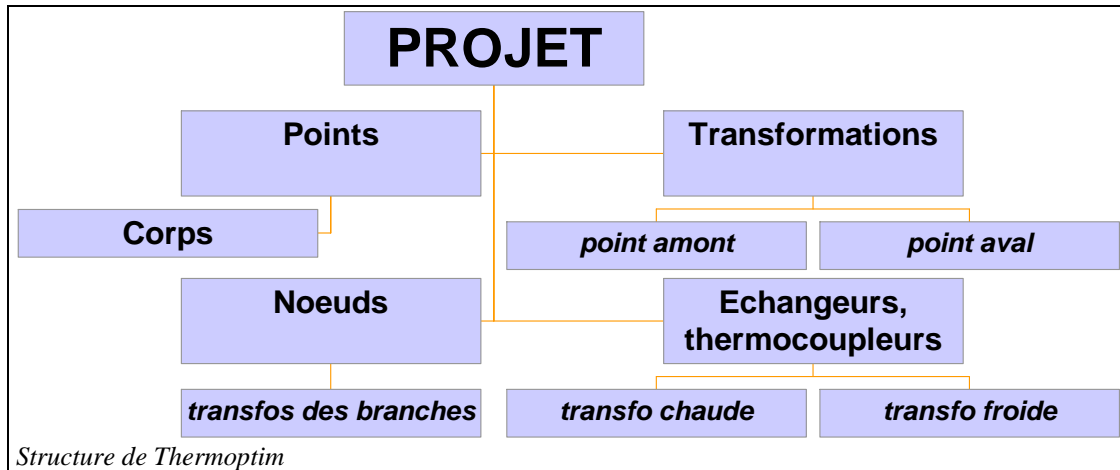 PROJET
Points
Transformations
Corps
point amont
point aval
Noeuds
Echangeurs,
thermocoupleurs
transfos des branches
transfo chaude
transfo froide
Structure de Thermoptim